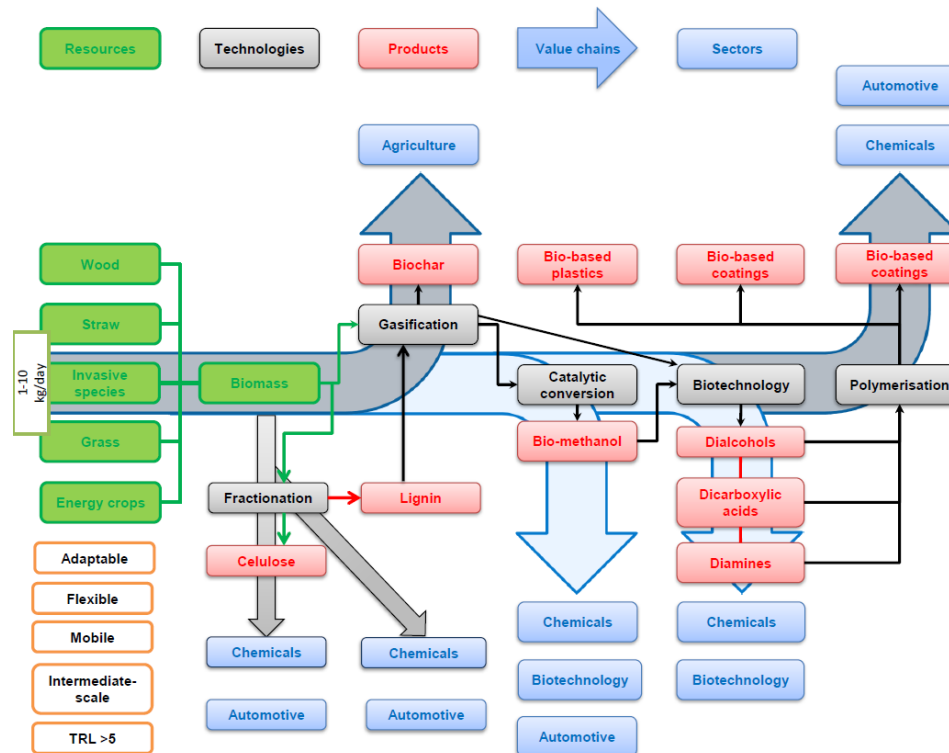 Resources
Technologies
Products
Value chains
Sectors
Automotive
Chemicals
Agriculture
Wood
Biochar
Bio-based
plastics
Bio-based
coatings
Bio-based
coatings
Straw
Gasification
1-10
kg/day
Invasive
species
Biomass
Catalytic
conversion
Biotechnology
Polymerisation
Grass
Bio-methanol
Dialcohols
Energy crops
Fractionation
Lignin
Dicarboxylic
acids
Adaptable
Celulose
Diamines
Flexible
Mobile
Chemicals
Chemicals
Chemicals
Chemicals
Intermediate-
scale
Biotechnology
Biotechnology
Automotive
Automotive
TRL >5
Automotive